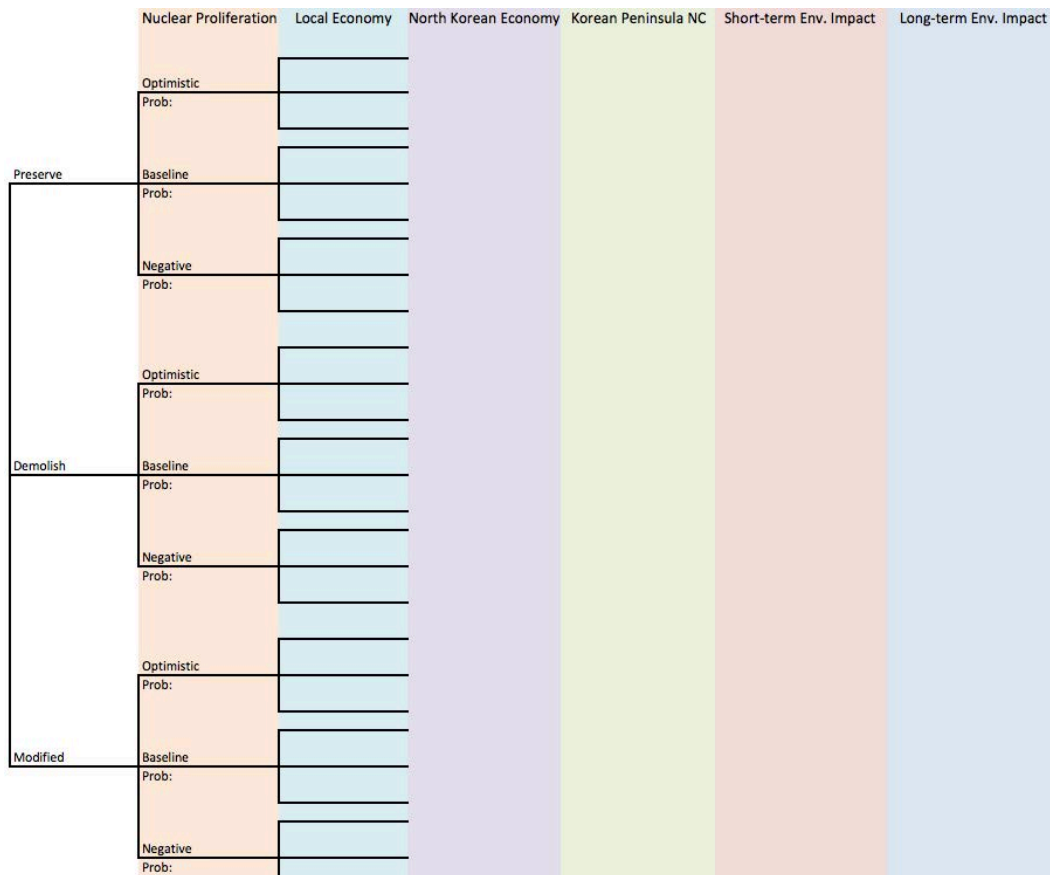 Nuclear Proliferation Local Economy North Korean Economy Korean Peninsula NC Short-term Env. Impact Long-term Env. Impact
Optimistic
Prob:
Preserve Baseline
Prob:
Negative
Prob:
Optimistic
Prob:
Demolish Baseline
Prob:
Negative
Prob:
Optimistic
Prob:
Modified Baseline
Prob:
Negative
Prob: